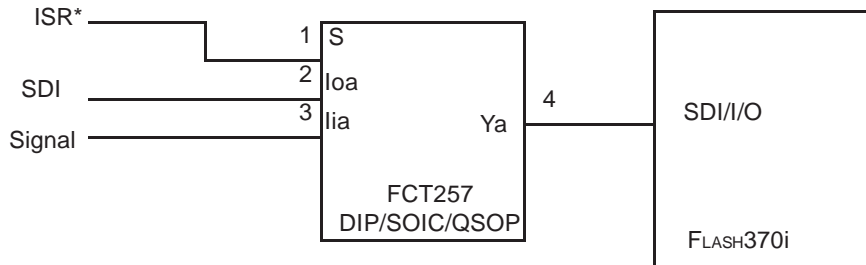 ISR*
1 S
2
Ioa
SDI
3
Iia
Signal
4
Ya
SDI/I/O
FCT257
DIP/SOIC/QSOP
FLASH370i